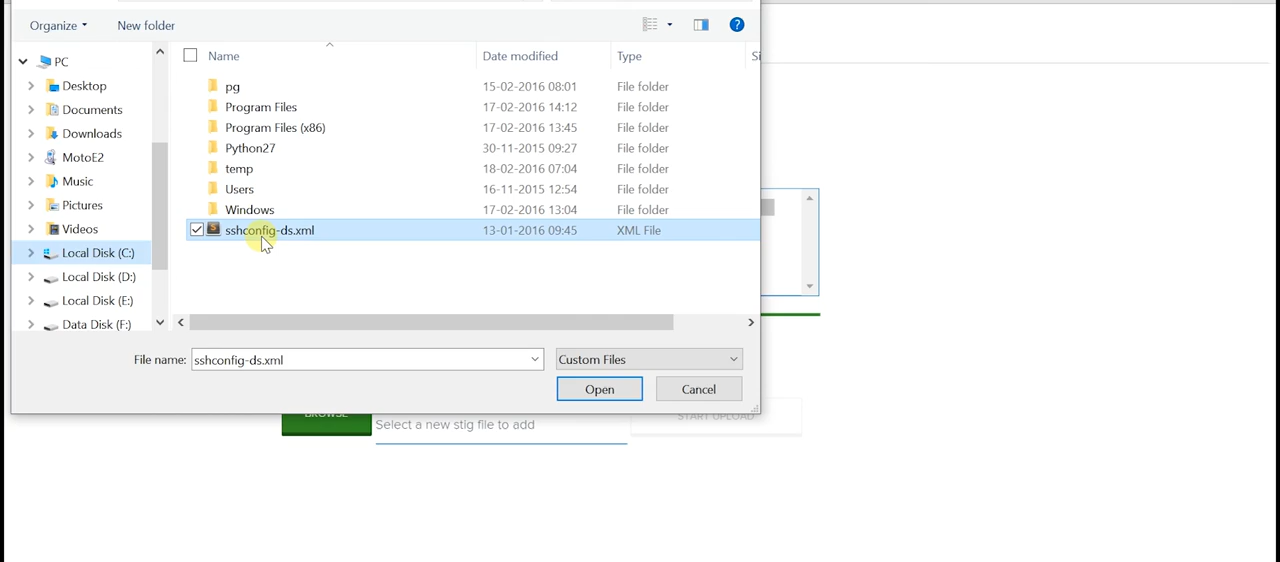 Organize New folder
Name Date modified Type
PC
Desktop
Documents
Downloads
MotoE2
Music
Pictures
Videos
Local Disk (C:)
Local Disk (D:)
Local Disk (E:)
Data Disk (F:)
pg 15-02-2016 08:01 File folder
Program Files 17-02-2016 14:12 File folder
Program Files (x86) 17-02-2016 13:45 File folder
Python27 30-11-2015 09:27 File folder
temp 18-02-2016 07:04 File folder
Users 16-11-2015 12:54 File folder
Windows 17-02-2016 13:04 File folder
sshconfig-ds.xml 13-01-2016 09:45 XML File
File name: sshconfig-ds.xml Custom Files
Open Cancel
BROWSE Select a new stig file to add START UPLOAD